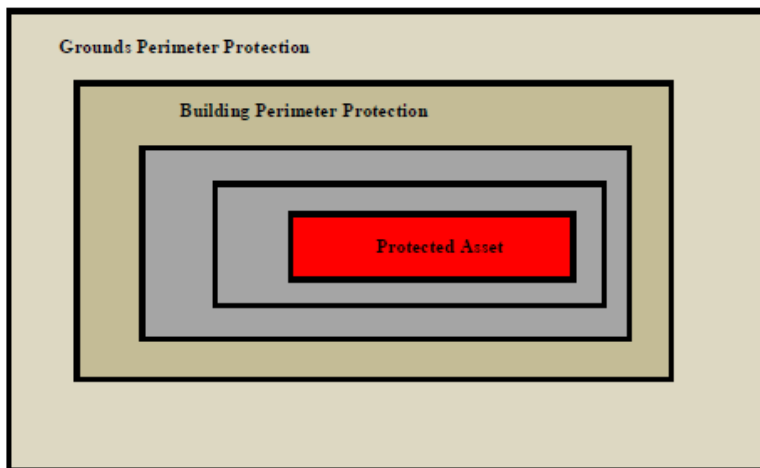 Grounds Perimeter Protection
Building Perimeter Protection
Protected Asset